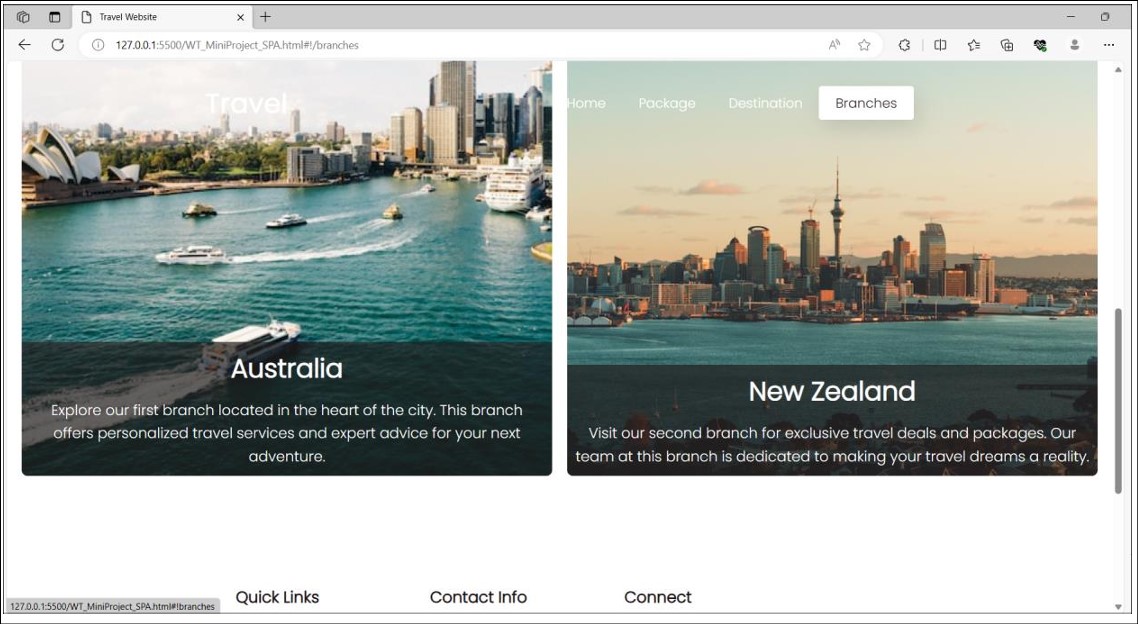 Travel Website
127.0.0.1:5500/WT_MiniProject_SPA.html#!/branches
Travel
Home Package Destination Branches
Australia
Explore our first branch located in the heart of the city. This branch
offers personalized travel services and expert advice for your next
adventure.
New Zealand
Visit our second branch for exclusive travel deals and packages. Our
team at this branch is dedicated to making your travel dreams a reality.
Quick Links Contact Info Connect
127.0.0.1:5500/WT_MiniProject_SPA.html#!branches